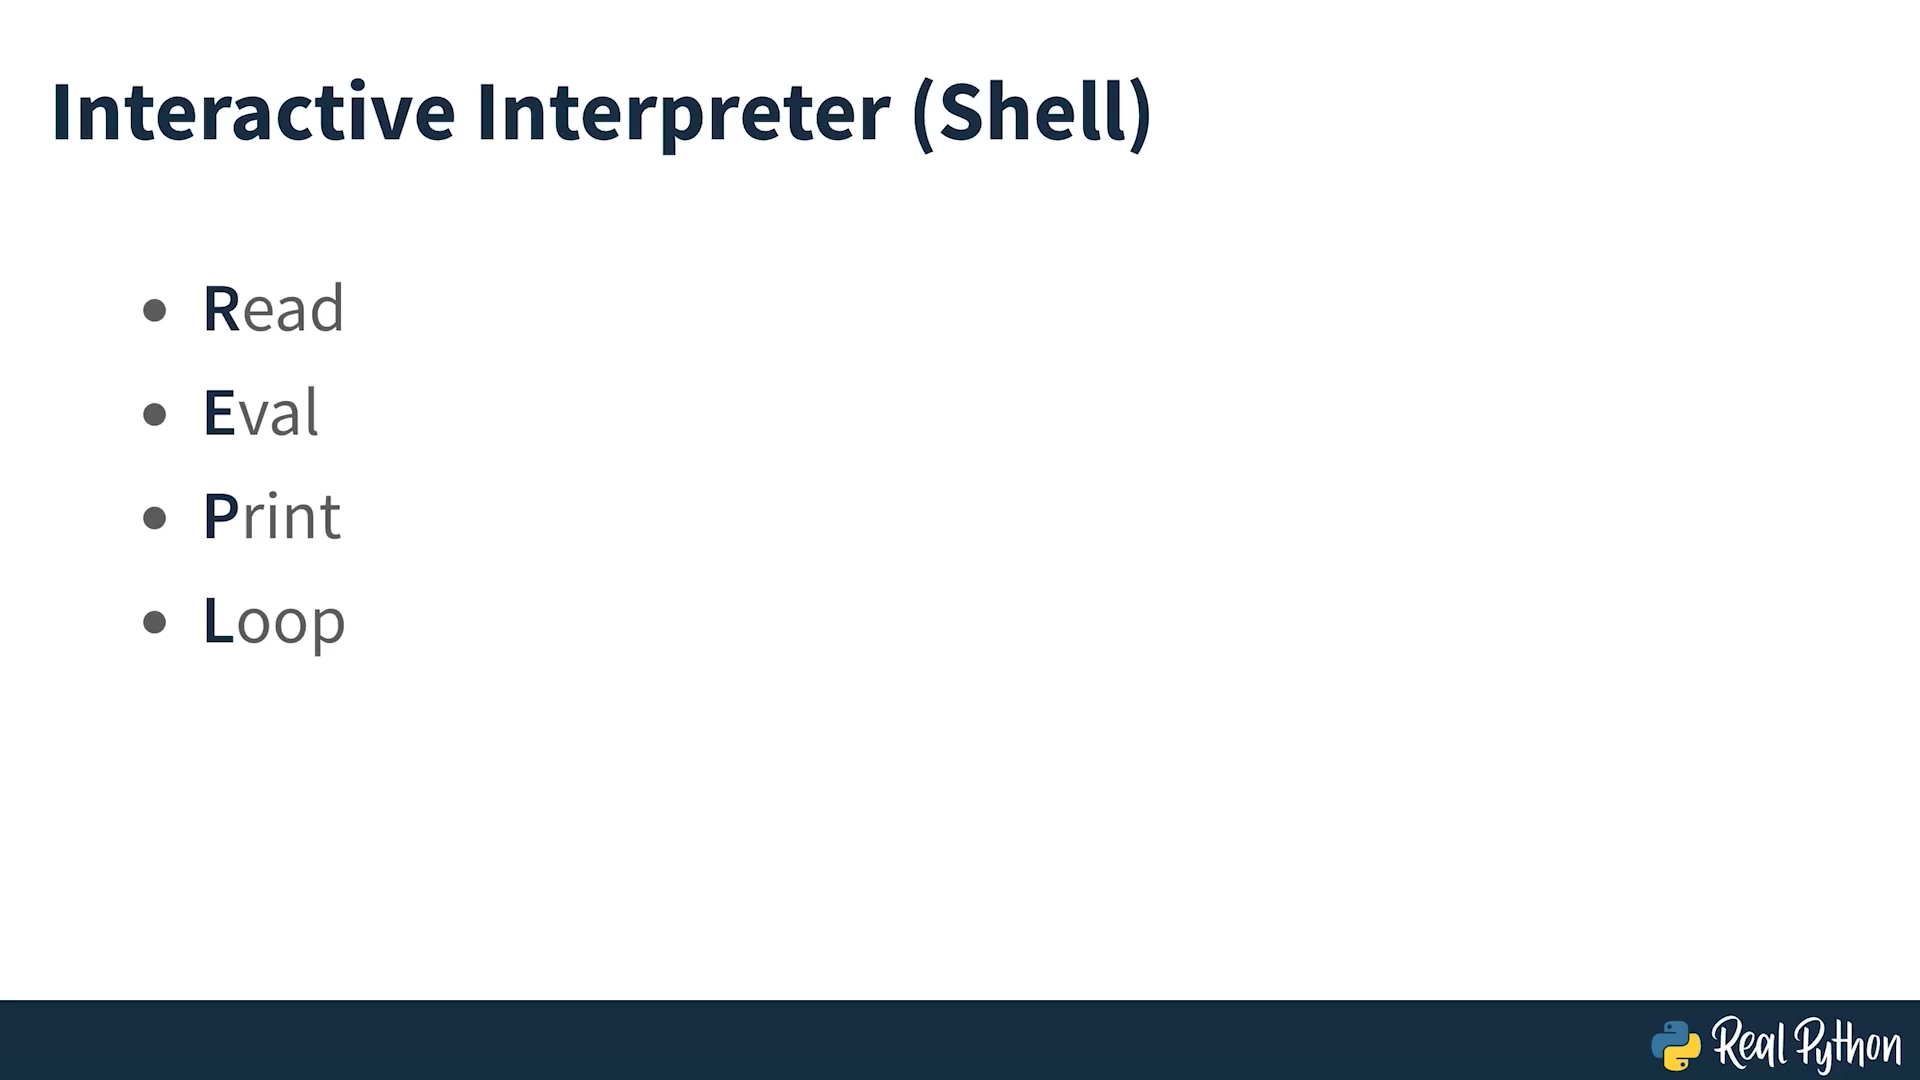 Interactive Interpreter (Shell)
• Read
• Eval
• Print
• Loop
Real Python